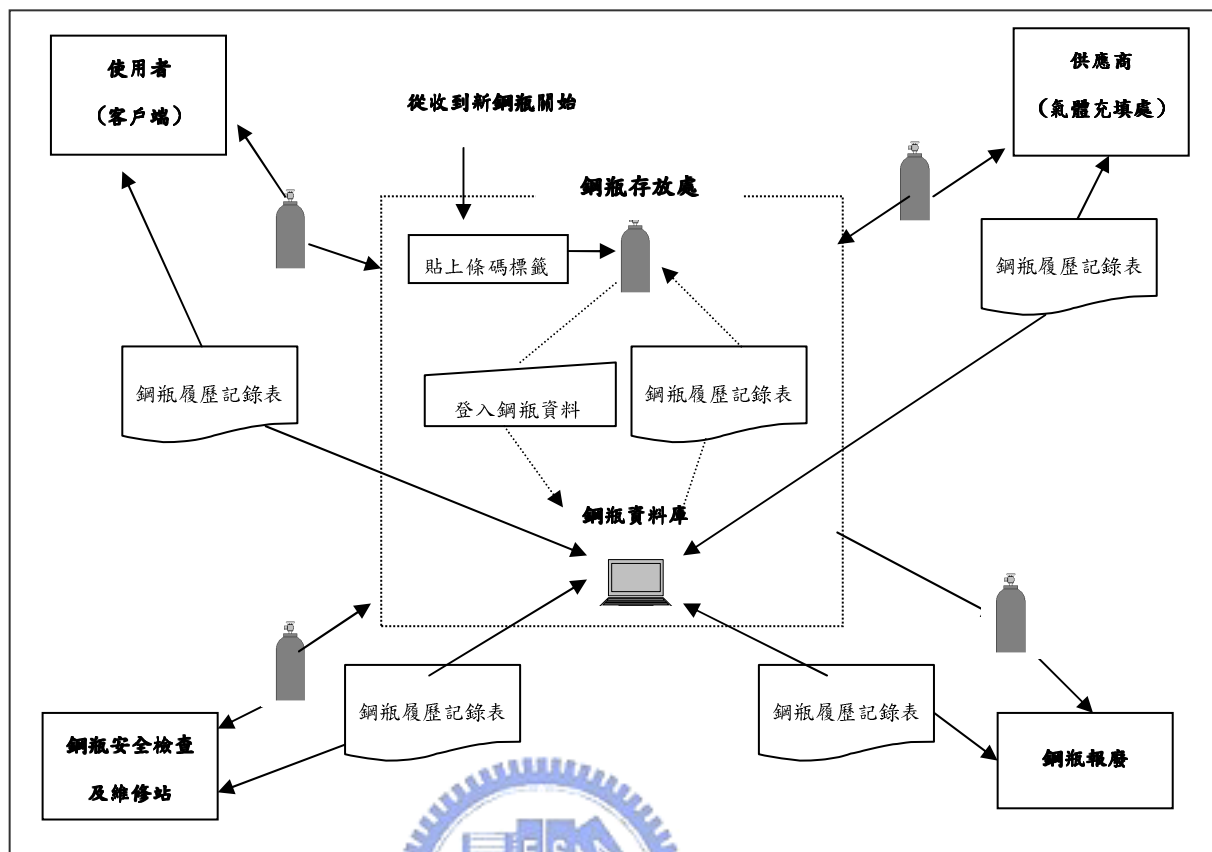 使用者
(客戶端)
從收到新鋼瓶開始
供應商
(氣體充填處)
鋼瓶存放處
貼上條碼標籤
鋼瓶履歷記錄表
鋼瓶履歷記錄表
登入鋼瓶資料
鋼瓶履歷記錄表
鋼瓶資料庫
鋼瓶安全檢查
及維修站
鋼瓶履歷記錄表
鋼瓶履歷記錄表
鋼瓶報廢